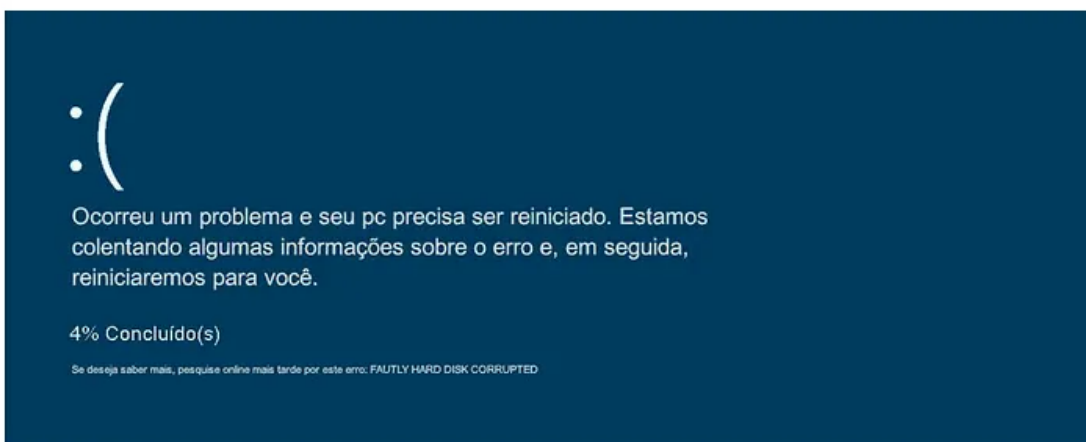 :(
Ocorreu um problema e seu pc precisa ser reiniciado. Estamos
colentando algumas informações sobre o erro e, em seguida,
reiniciaremos para você.
4% Concluído(s)
Se deseja saber mais, pesquise online mais tarde por este erro: FAUTLY HARD DISK CORRUPTED